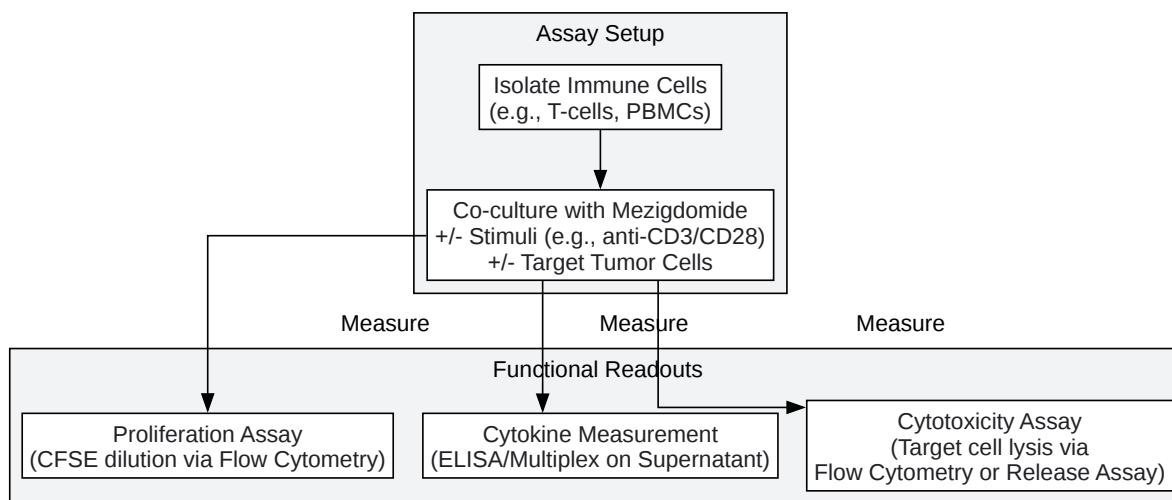 Assay Setup
Isolate Immune Cells
(e.g., T-cells, PBMCs)
Co-culture with Mezigdomide
+/- Stimuli (e.g., anti-CD3/CD28)
+/- Target Tumor Cells
Measure
Measure
Measure
Functional Readouts
Proliferation Assay
(CFSE dilution via Flow Cytometry)
Cytokine Measurement
(ELISA/Multiplex on Supernatant)
Cytotoxicity Assay
(Target cell lysis via
Flow Cytometry or Release Assay)